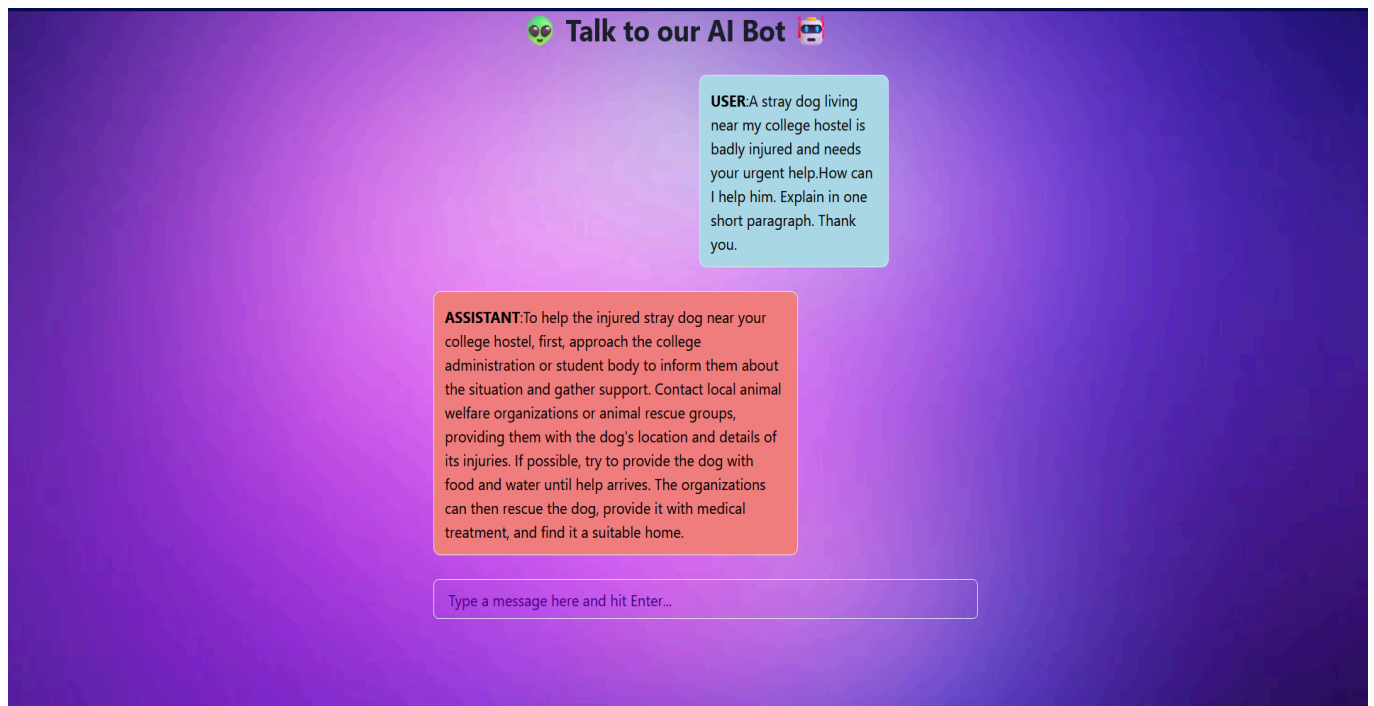 👽 Talk to our AI Bot 🤖
USER:A stray dog living
near my college hostel is
badly injured and needs
your urgent help.How can
I help him. Explain in one
short paragraph. Thank
you.
ASSISTANT:To help the injured stray dog near your
college hostel, first, approach the college
administration or student body to inform them about
the situation and gather support. Contact local animal
welfare organizations or animal rescue groups,
providing them with the dog's location and details of
its injuries. If possible, try to provide the dog with
food and water until help arrives. The organizations
can then rescue the dog, provide it with medical
treatment, and find it a suitable home.
Type a message here and hit Enter...